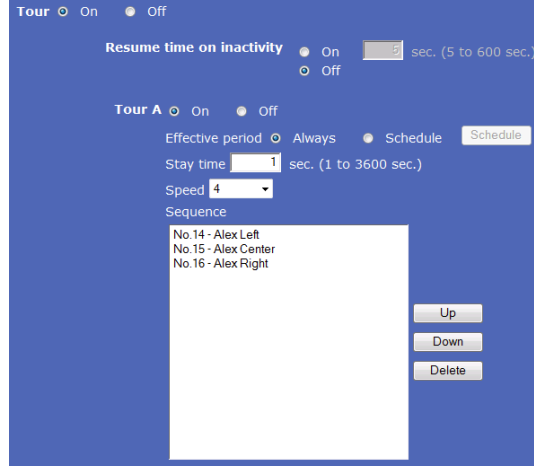 Tour On Off
Resume time on inactivity On 5 sec. (5 to 600 sec.)
Off
Tour A On Off
Effective period Always Schedule Schedule
Stay time 1 sec. (1 to 3600 sec.)
Speed 4
Sequence
No.14 - Alex Left
No.15 - Alex Center
No.16 - Alex Right
Up
Down
Delete